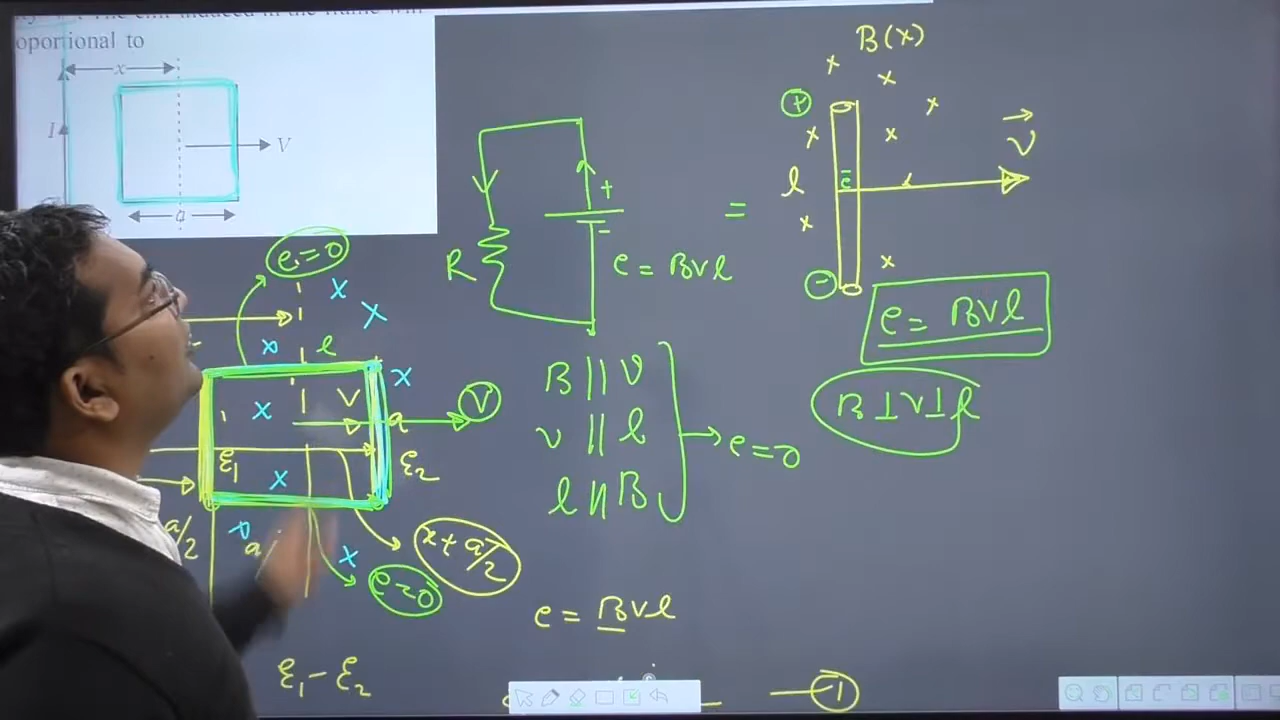 oportional to
x
I
V
a
B(x)
+
l
ē
v
-
e = Bvl
B ⊥ v ⊥ l
R
+
-
e = Bvl
=
B || v
v || l
l || B
e = 0
e = 0
x
l
V
a
V
ε1
ε2
a/2
a
x + a/2
e = 0
e = Bvl
ε1 - ε2
1